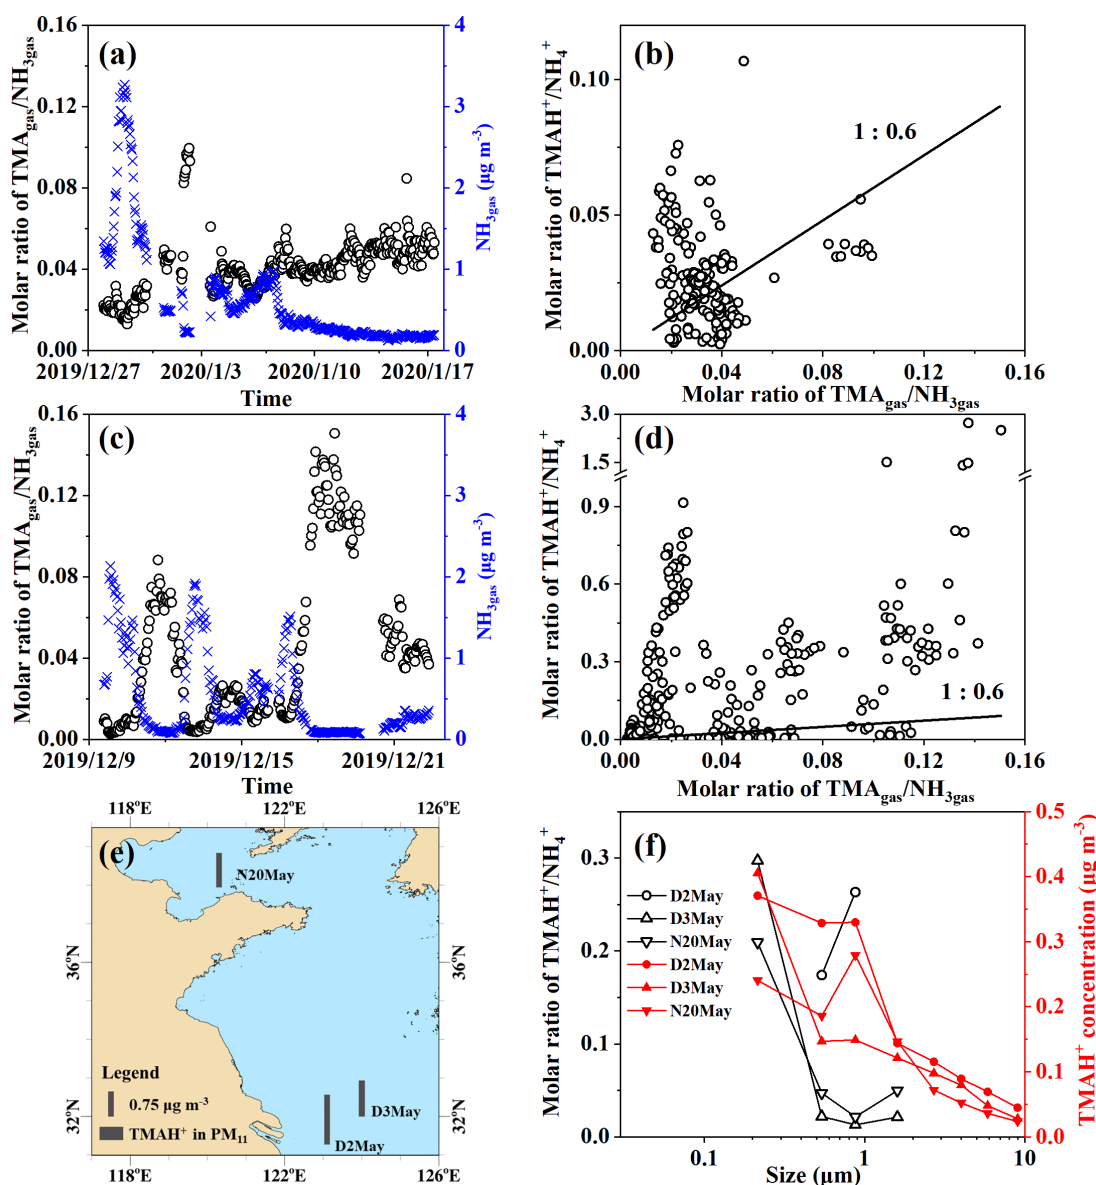 (a)
Molar ratio of TMAgas/NH3gas
0.16
0.12
0.08
0.04
0.00
4
3
2
1
0
NH3gas (μg m-3)
2019/12/27
2020/1/3
2020/1/10
2020/1/17
Time
(b)
Molar ratio of TMAH+/NH4+
0.10
0.05
0.00
1 : 0.6
0.00
0.04
0.08
0.12
0.16
Molar ratio of TMAgas/NH3gas
(c)
Molar ratio of TMAgas/NH3gas
0.16
0.12
0.08
0.04
0.00
4
3
2
1
0
NH3gas (μg m-3)
2019/12/9
2019/12/15
2019/12/21
Time
(d)
Molar ratio of TMAH+/NH4+
3.0
1.5
0.9
0.6
0.3
0.0
1 : 0.6
0.00
0.04
0.08
0.12
0.16
Molar ratio of TMAgas/NH3gas
118°E
122°E
126°E
(e)
N20May
36°N
36°N
Legend
0.75 μg m-3
TMAH+ in PM11
D3May
D2May
32°N
32°N
118°E
122°E
126°E
(f)
Molar ratio of TMAH+/NH4+
0.3
0.2
0.1
0.0
D2May
D3May
N20May
D2May
D3May
N20May
0.5
0.4
0.3
0.2
0.1
0.0
TMAH+ concentration (μg m-3)
0.1
1
10
Size (μm)